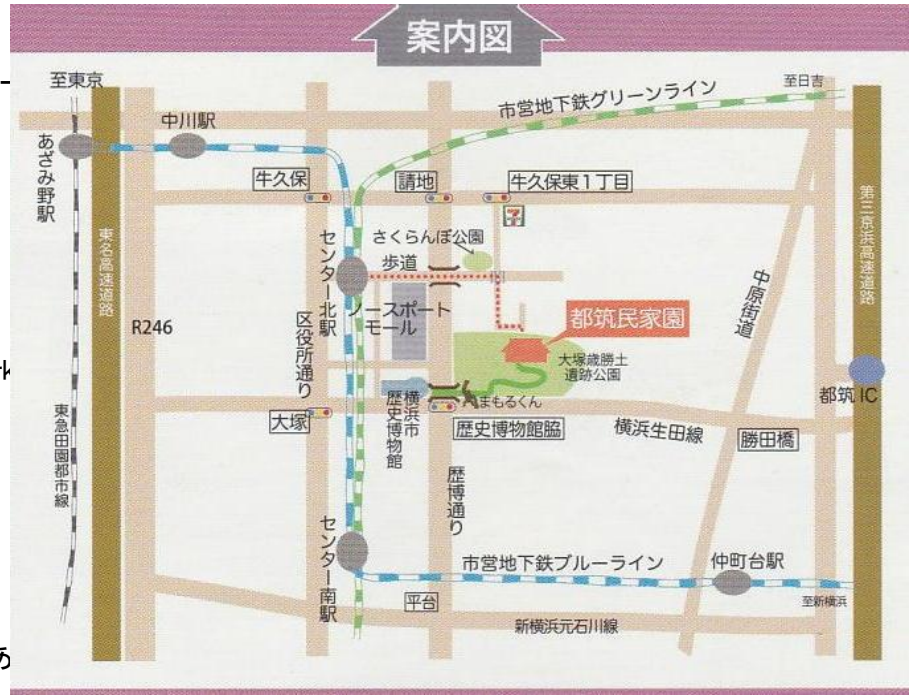 案内図
至東京
至日吉
市営地下鉄グリーンライン
中川駅
あざみ野駅
牛久保
請地
牛久保東1丁目
7
さくらんぼ公園
歩道
センター北駅
東名高速道路
第三京浜高速道路
中原街道
R246
区役所通り
ノースポート
モール
都筑民家園
大塚歳勝土
遺跡公園
都筑IC
東急田園都市線
大塚
横浜市
歴史博物館
まもるくん
歴史博物館脇
横浜生田線
勝田橋
歴博通り
センター南駅
市営地下鉄ブルーライン
仲町台駅
至新横浜
平台
新横浜元石川線